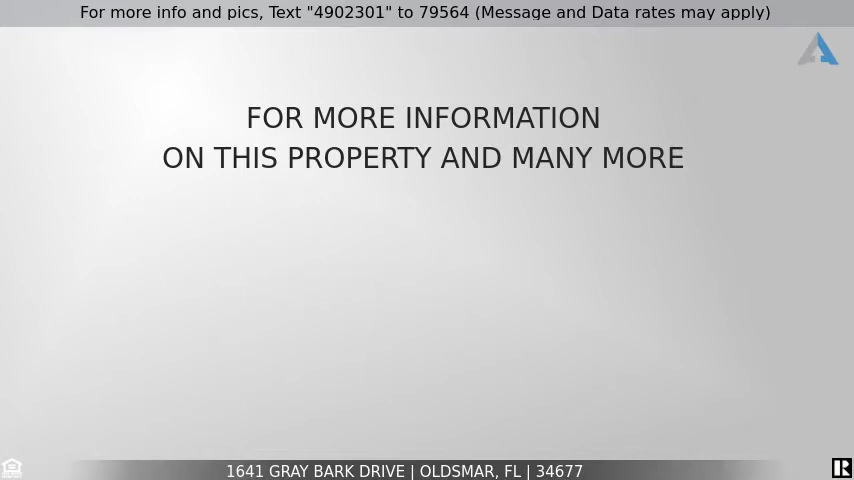 For more info and pics, Text "4902301" to 79564 (Message and Data rates may apply)
FOR MORE INFORMATION
ON THIS PROPERTY AND MANY MORE
1641 GRAY BARK DRIVE | OLDSMAR, FL | 34677